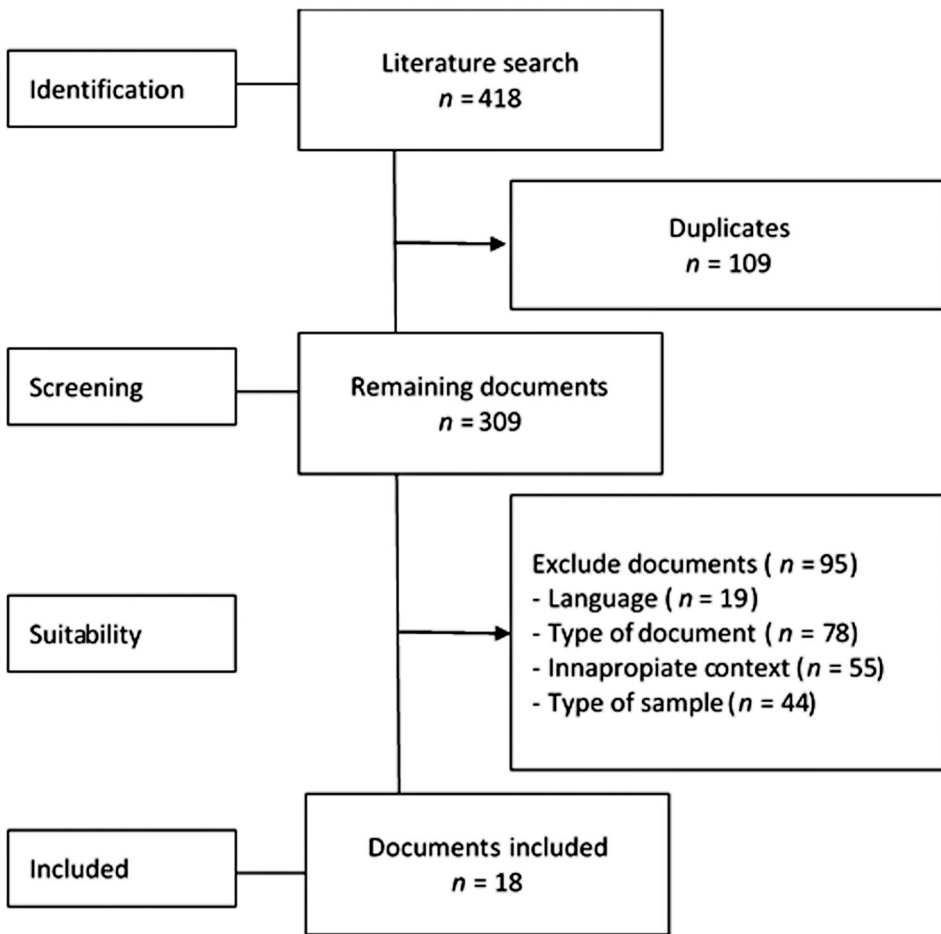 Identification
Literature search
n = 418
Duplicates
n = 109
Screening
Remaining documents
n = 309
Suitability
Exclude documents ( n = 95)
- Language ( n = 19)
- Type of document ( n = 78)
- Innapropiate context ( n = 55)
- Type of sample ( n = 44)
Included
Documents included
n = 18